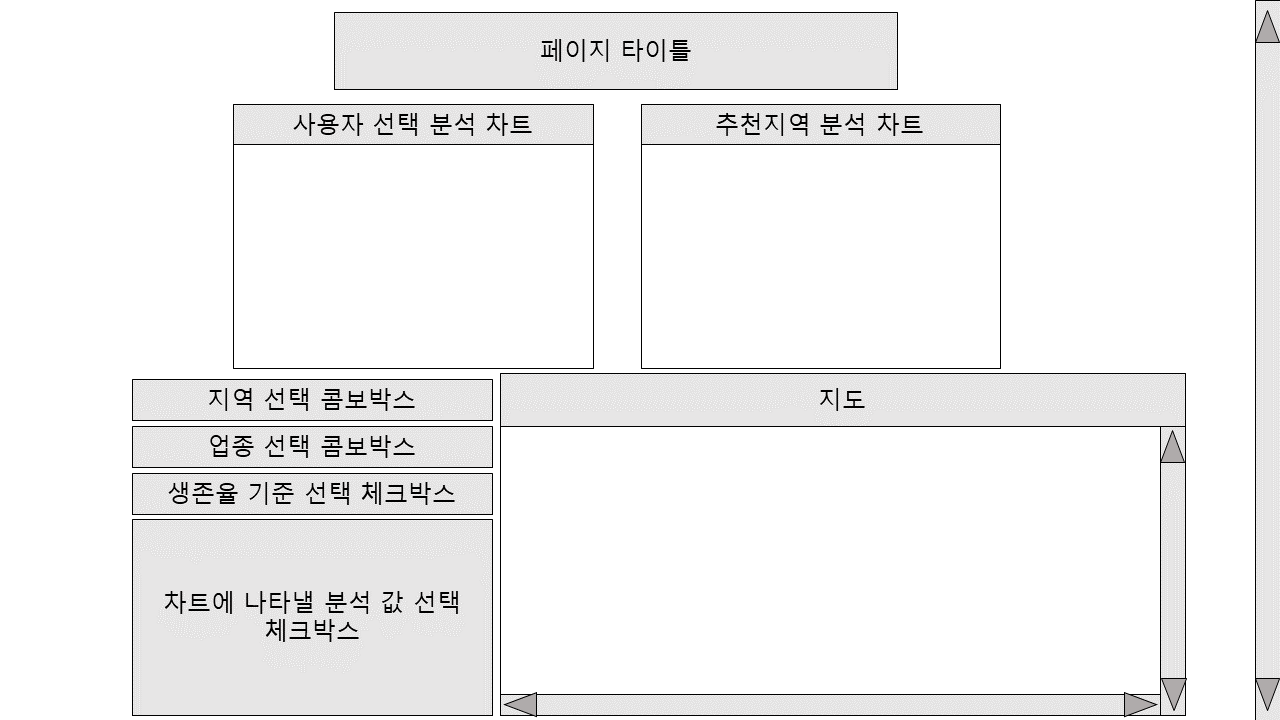 페이지 타이틀
사용자 선택 분석 차트
추천지역 분석 차트
지역 선택 콤보박스
업종 선택 콤보박스
생존율 기준 선택 체크박스
차트에 나타낼 분석 값 선택
체크박스
지도